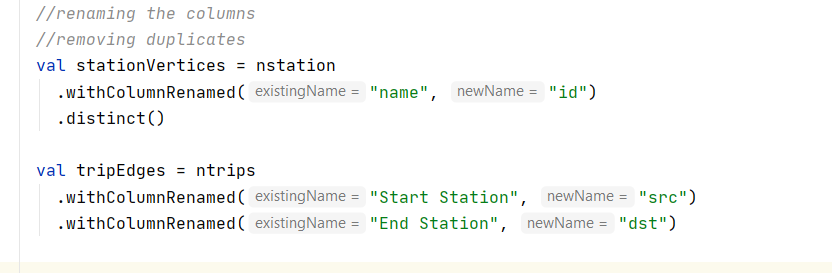 //renaming the columns
//removing duplicates
val stationVertices = nstation
.withColumnRenamed( existingName = "name", newName = "id")
.distinct()
val tripEdges = ntrips
.withColumnRenamed( existingName = "Start Station", newName = "src")
.withColumnRenamed( existingName = "End Station", newName = "dst")